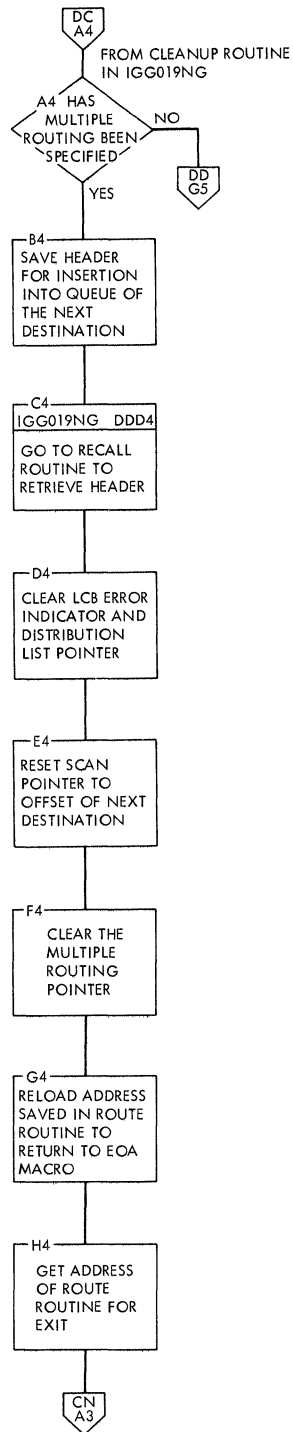 DC
A4
FROM CLEANUP ROUTINE
IN IGG019NG
A4 HAS
MULTIPLE
ROUTING BEEN
SPECIFIED
NO
DD
G5
YES
B4
SAVE HEADER
FOR INSERTION
INTO QUEUE OF
THE NEXT
DESTINATION
C4
IGG019NG DDD4
GO TO RECALL
ROUTINE TO
RETRIEVE HEADER
D4
CLEAR LCB ERROR
INDICATOR AND
DISTRIBUTION
LIST POINTER
E4
RESET SCAN
POINTER TO
OFFSET OF NEXT
DESTINATION
F4
CLEAR THE
MULTIPLE
ROUTING
POINTER
G4
RELOAD ADDRESS
SAVED IN ROUTE
ROUTINE TO
RETURN TO EOA
MACRO
H4
GET ADDRESS
OF ROUTE
ROUTINE FOR
EXIT
CN
A3